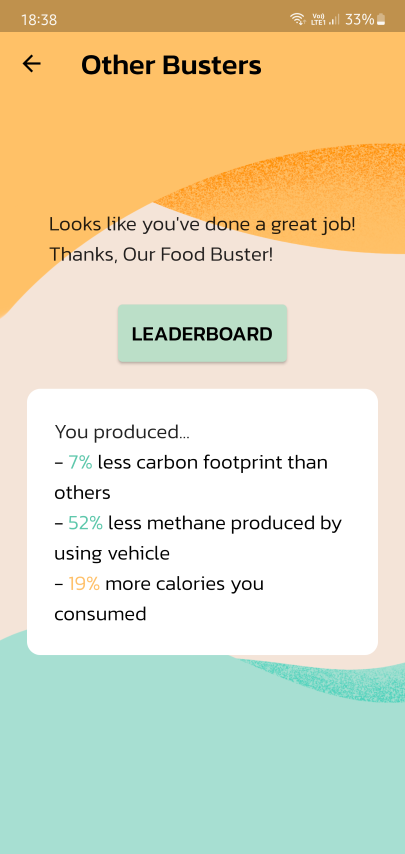 18:38
Vo)) LTE1 33%
Other Busters
Looks like you've done a great job!
Thanks, Our Food Buster!
LEADERBOARD
You produced...
- 7% less carbon footprint than
others
- 52% less methane produced by
using vehicle
- 19% more calories you
consumed